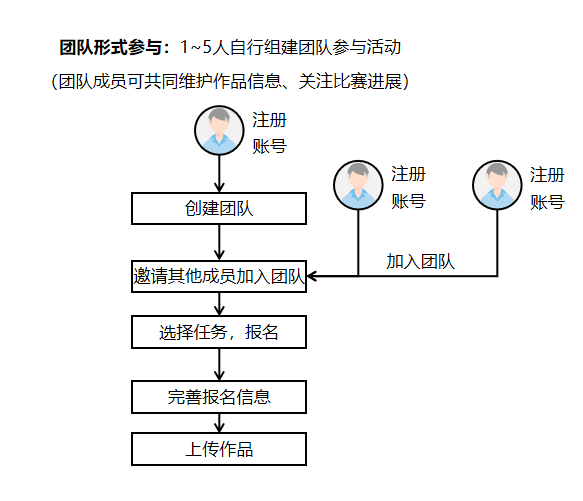 团队形式参与：1~5人自行组建团队参与活动
（团队成员可共同维护作品信息、关注比赛进展）
注册
账号
注册
账号
注册
账号
创建团队
加入团队
邀请其他成员加入团队
选择任务，报名
完善报名信息
上传作品